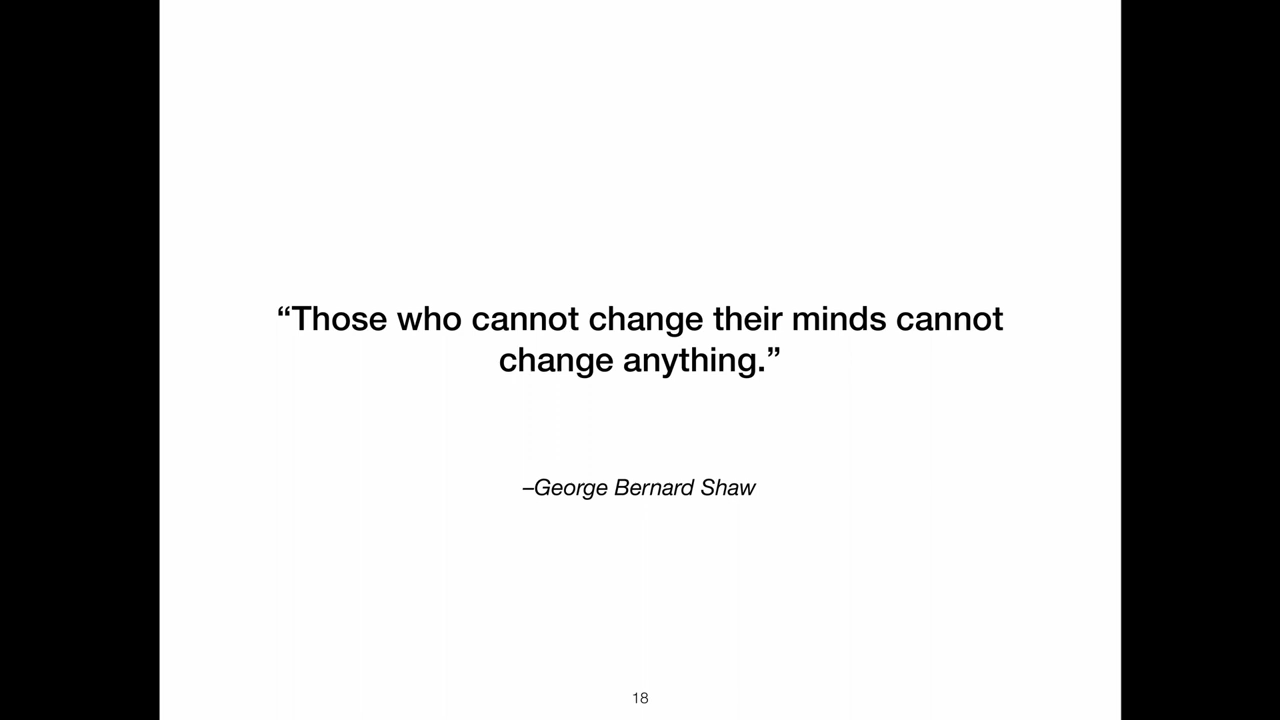 “Those who cannot change their minds cannot
change anything.”
–George Bernard Shaw
18